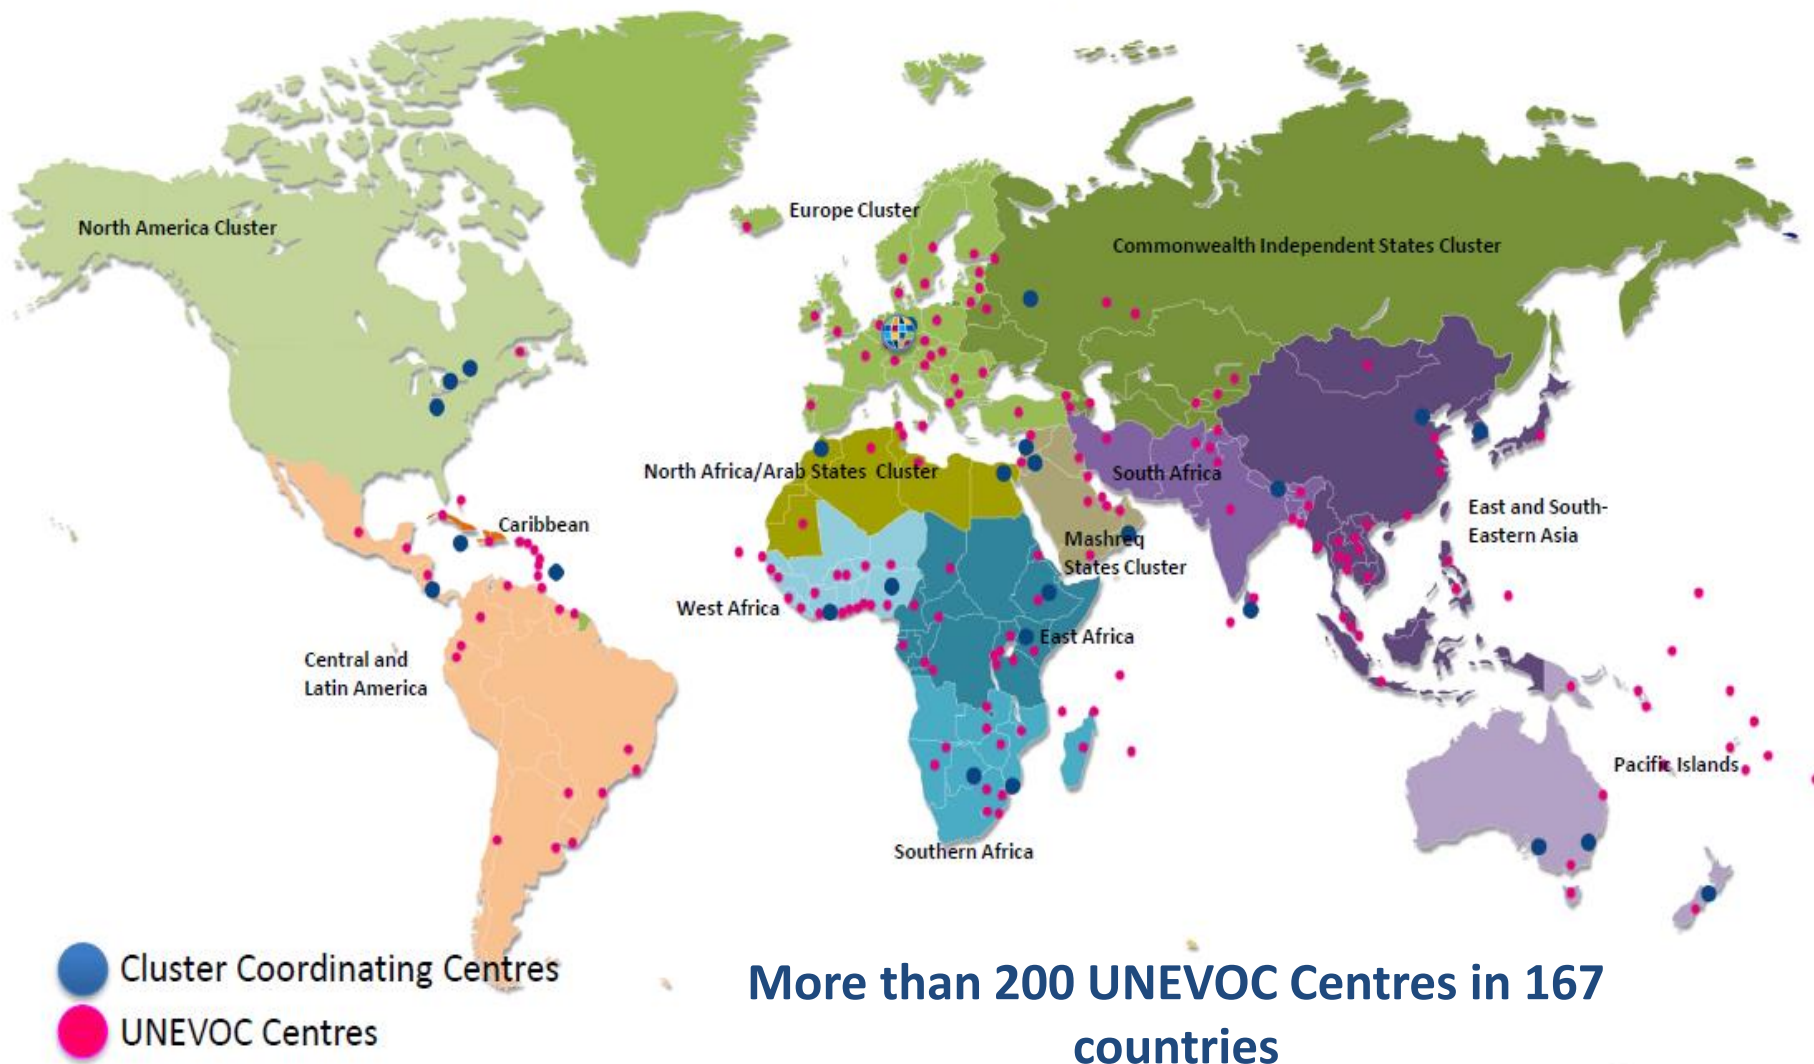 North America Cluster
Europe Cluster
Commonwealth Independent States Cluster
North Africa/Arab States Cluster
South Africa
Caribbean
East and South-
Eastern Asia
Mashreq
States Cluster
West Africa
East Africa
Central and
Latin America
Pacific Islands
Southern Africa
Cluster Coordinating Centres
UNEVOC Centres
More than 200 UNEVOC Centres in 167
countries